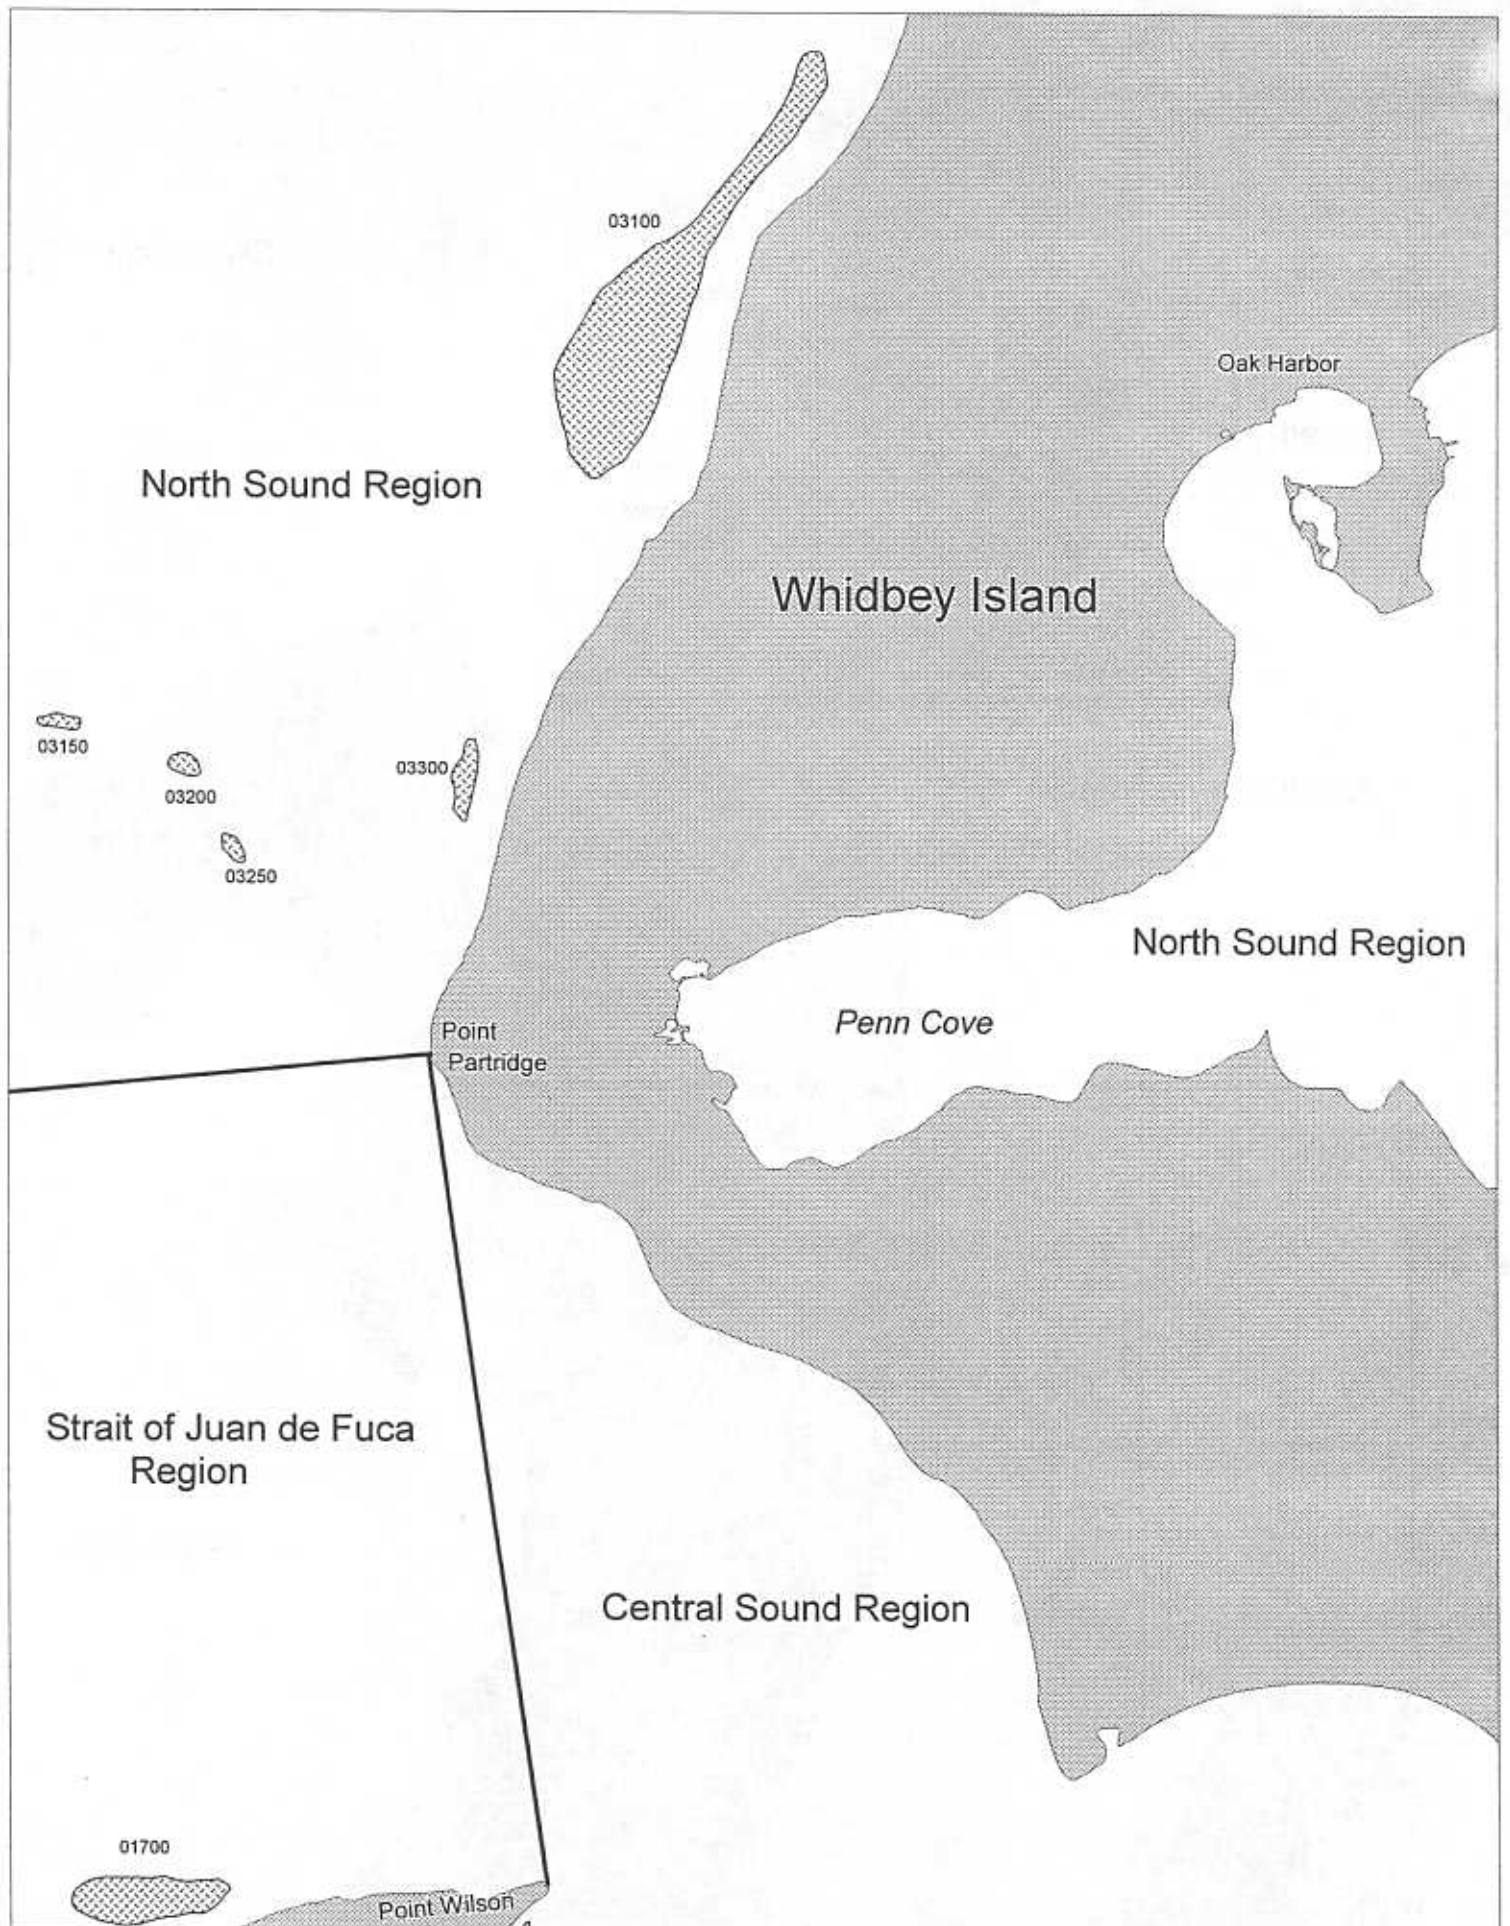 03100
Oak Harbor
North Sound Region
Whidbey Island
03150
03200
03300
03250
North Sound Region
Penn Cove
Point
Partridge
Strait of Juan de Fuca
Region
Central Sound Region
01700
Point Wilson